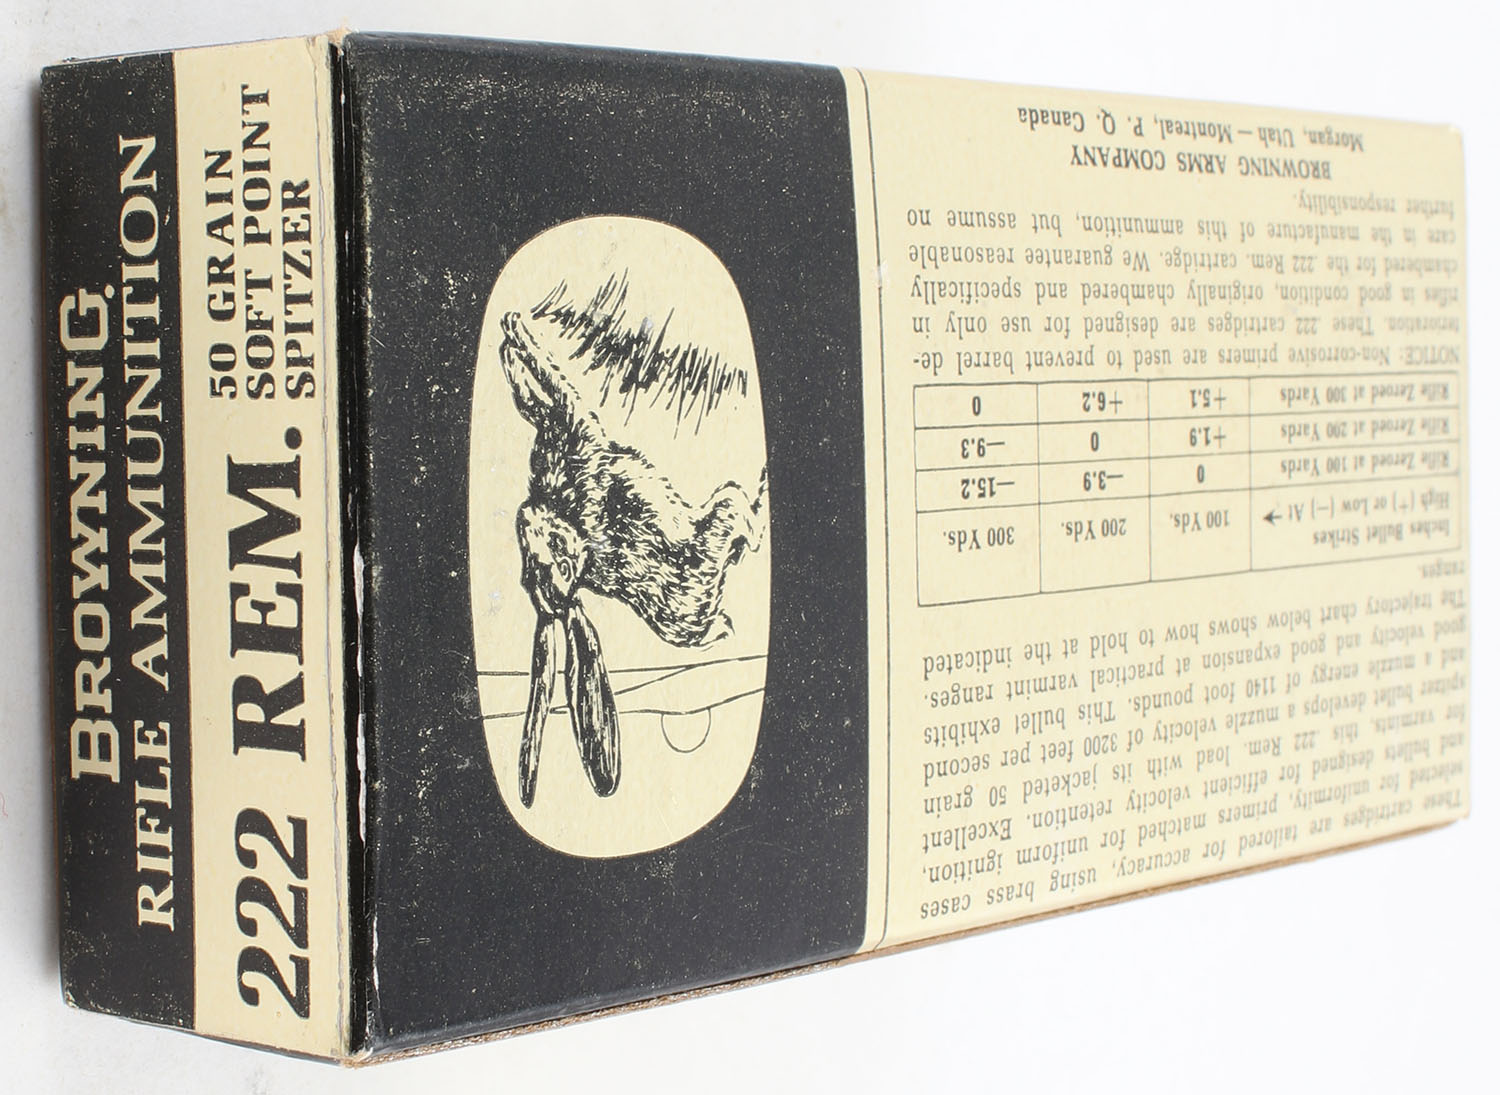 BROWNING
RIFLE AMMUNITION
222 REM.
50 GRAIN
SOFT POINT
SPITZER
These cartridges are tailored for accuracy, using brass cases
selected for uniformity, primers matched for uniform ignition,
and bullets designed for efficient velocity retention. Excellent
for varmints, this .222 Rem. load with its jacketed 50 grain
spitzer bullet develops a muzzle velocity of 3200 feet per second
and a muzzle energy of 1140 foot pounds. This bullet exhibits
good velocity and good expansion at practical varmint ranges.
The trajectory chart below shows how to hold at the indicated
ranges.
Inches Bullet Strikes
High (+) or Low (—) At → 100 Yds. 200 Yds. 300 Yds.
Rifle Zeroed at 100 Yards 0 —3.9 —15.2
Rifle Zeroed at 200 Yards +1.9 0 —9.3
Rifle Zeroed at 300 Yards +5.1 +6.2 0
NOTICE: Non-corrosive primers are used to prevent barrel de-
terioration. These .222 cartridges are designed for use only in
rifles in good condition, originally chambered and specifically
chambered for the .222 Rem. cartridge. We guarantee reasonable
care in the manufacture of this ammunition, but, assume no
further responsibility.
BROWNING ARMS COMPANY
Morgan, Utah — Montreal, P. Q. Canada